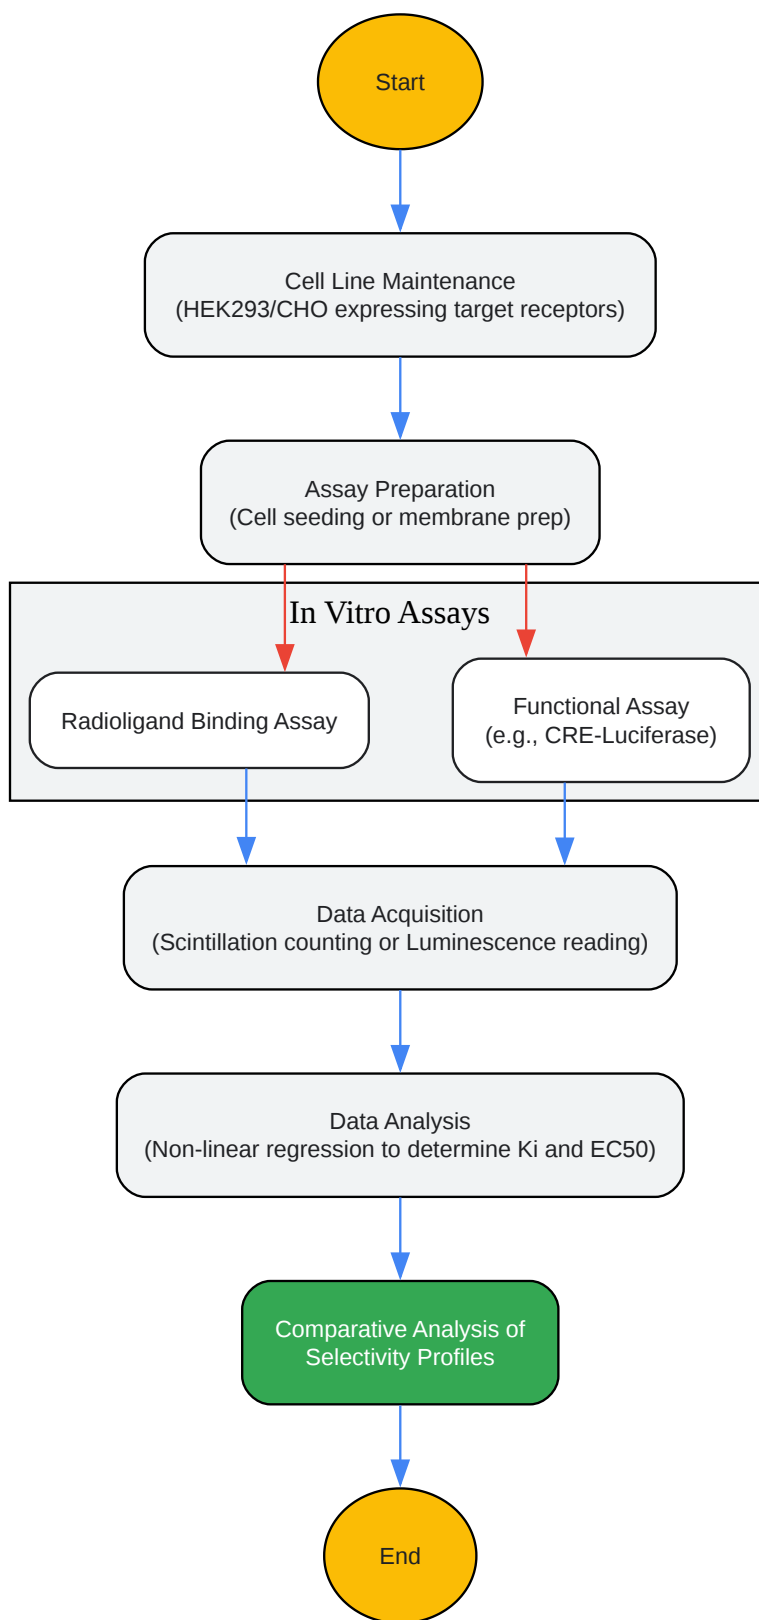 Start
Cell Line Maintenance
(HEK293/CHO expressing target receptors)
Assay Preparation
(Cell seeding or membrane prep)
In Vitro Assays
Radioligand Binding Assay
Functional Assay
(e.g., CRE-Luciferase)
Data Acquisition
(Scintillation counting or Luminescence reading)
Data Analysis
(Non-linear regression to determine Ki and EC50)
Comparative Analysis of
Selectivity Profiles
End